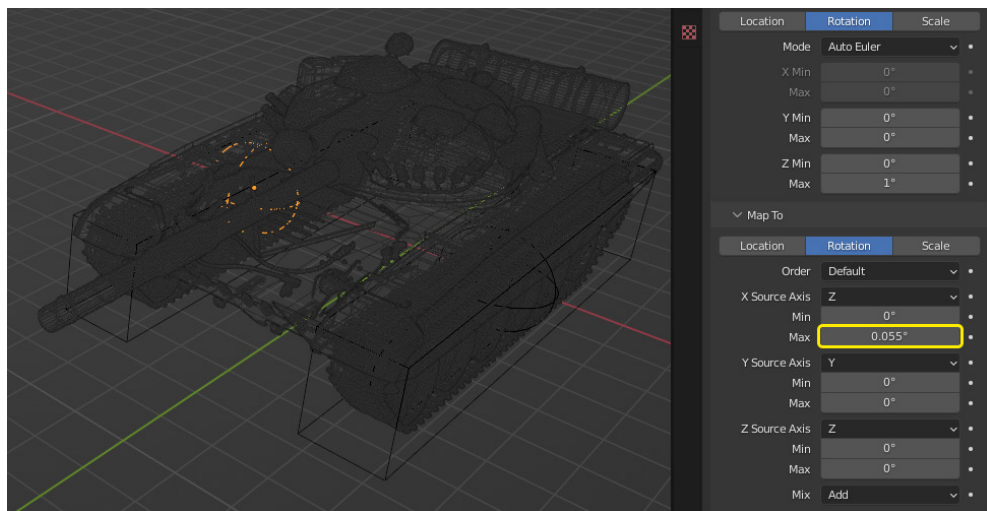 Location Rotation Scale
Mode Auto Euler
X Min 0°
Max 0°
Y Min 0°
Max 0°
Z Min 0°
Max 1°
Map To
Location Rotation Scale
Order Default
X Source Axis Z
Min 0°
Max 0.055°
Y Source Axis Y
Min 0°
Max 0°
Z Source Axis Z
Min 0°
Max 0°
Mix Add